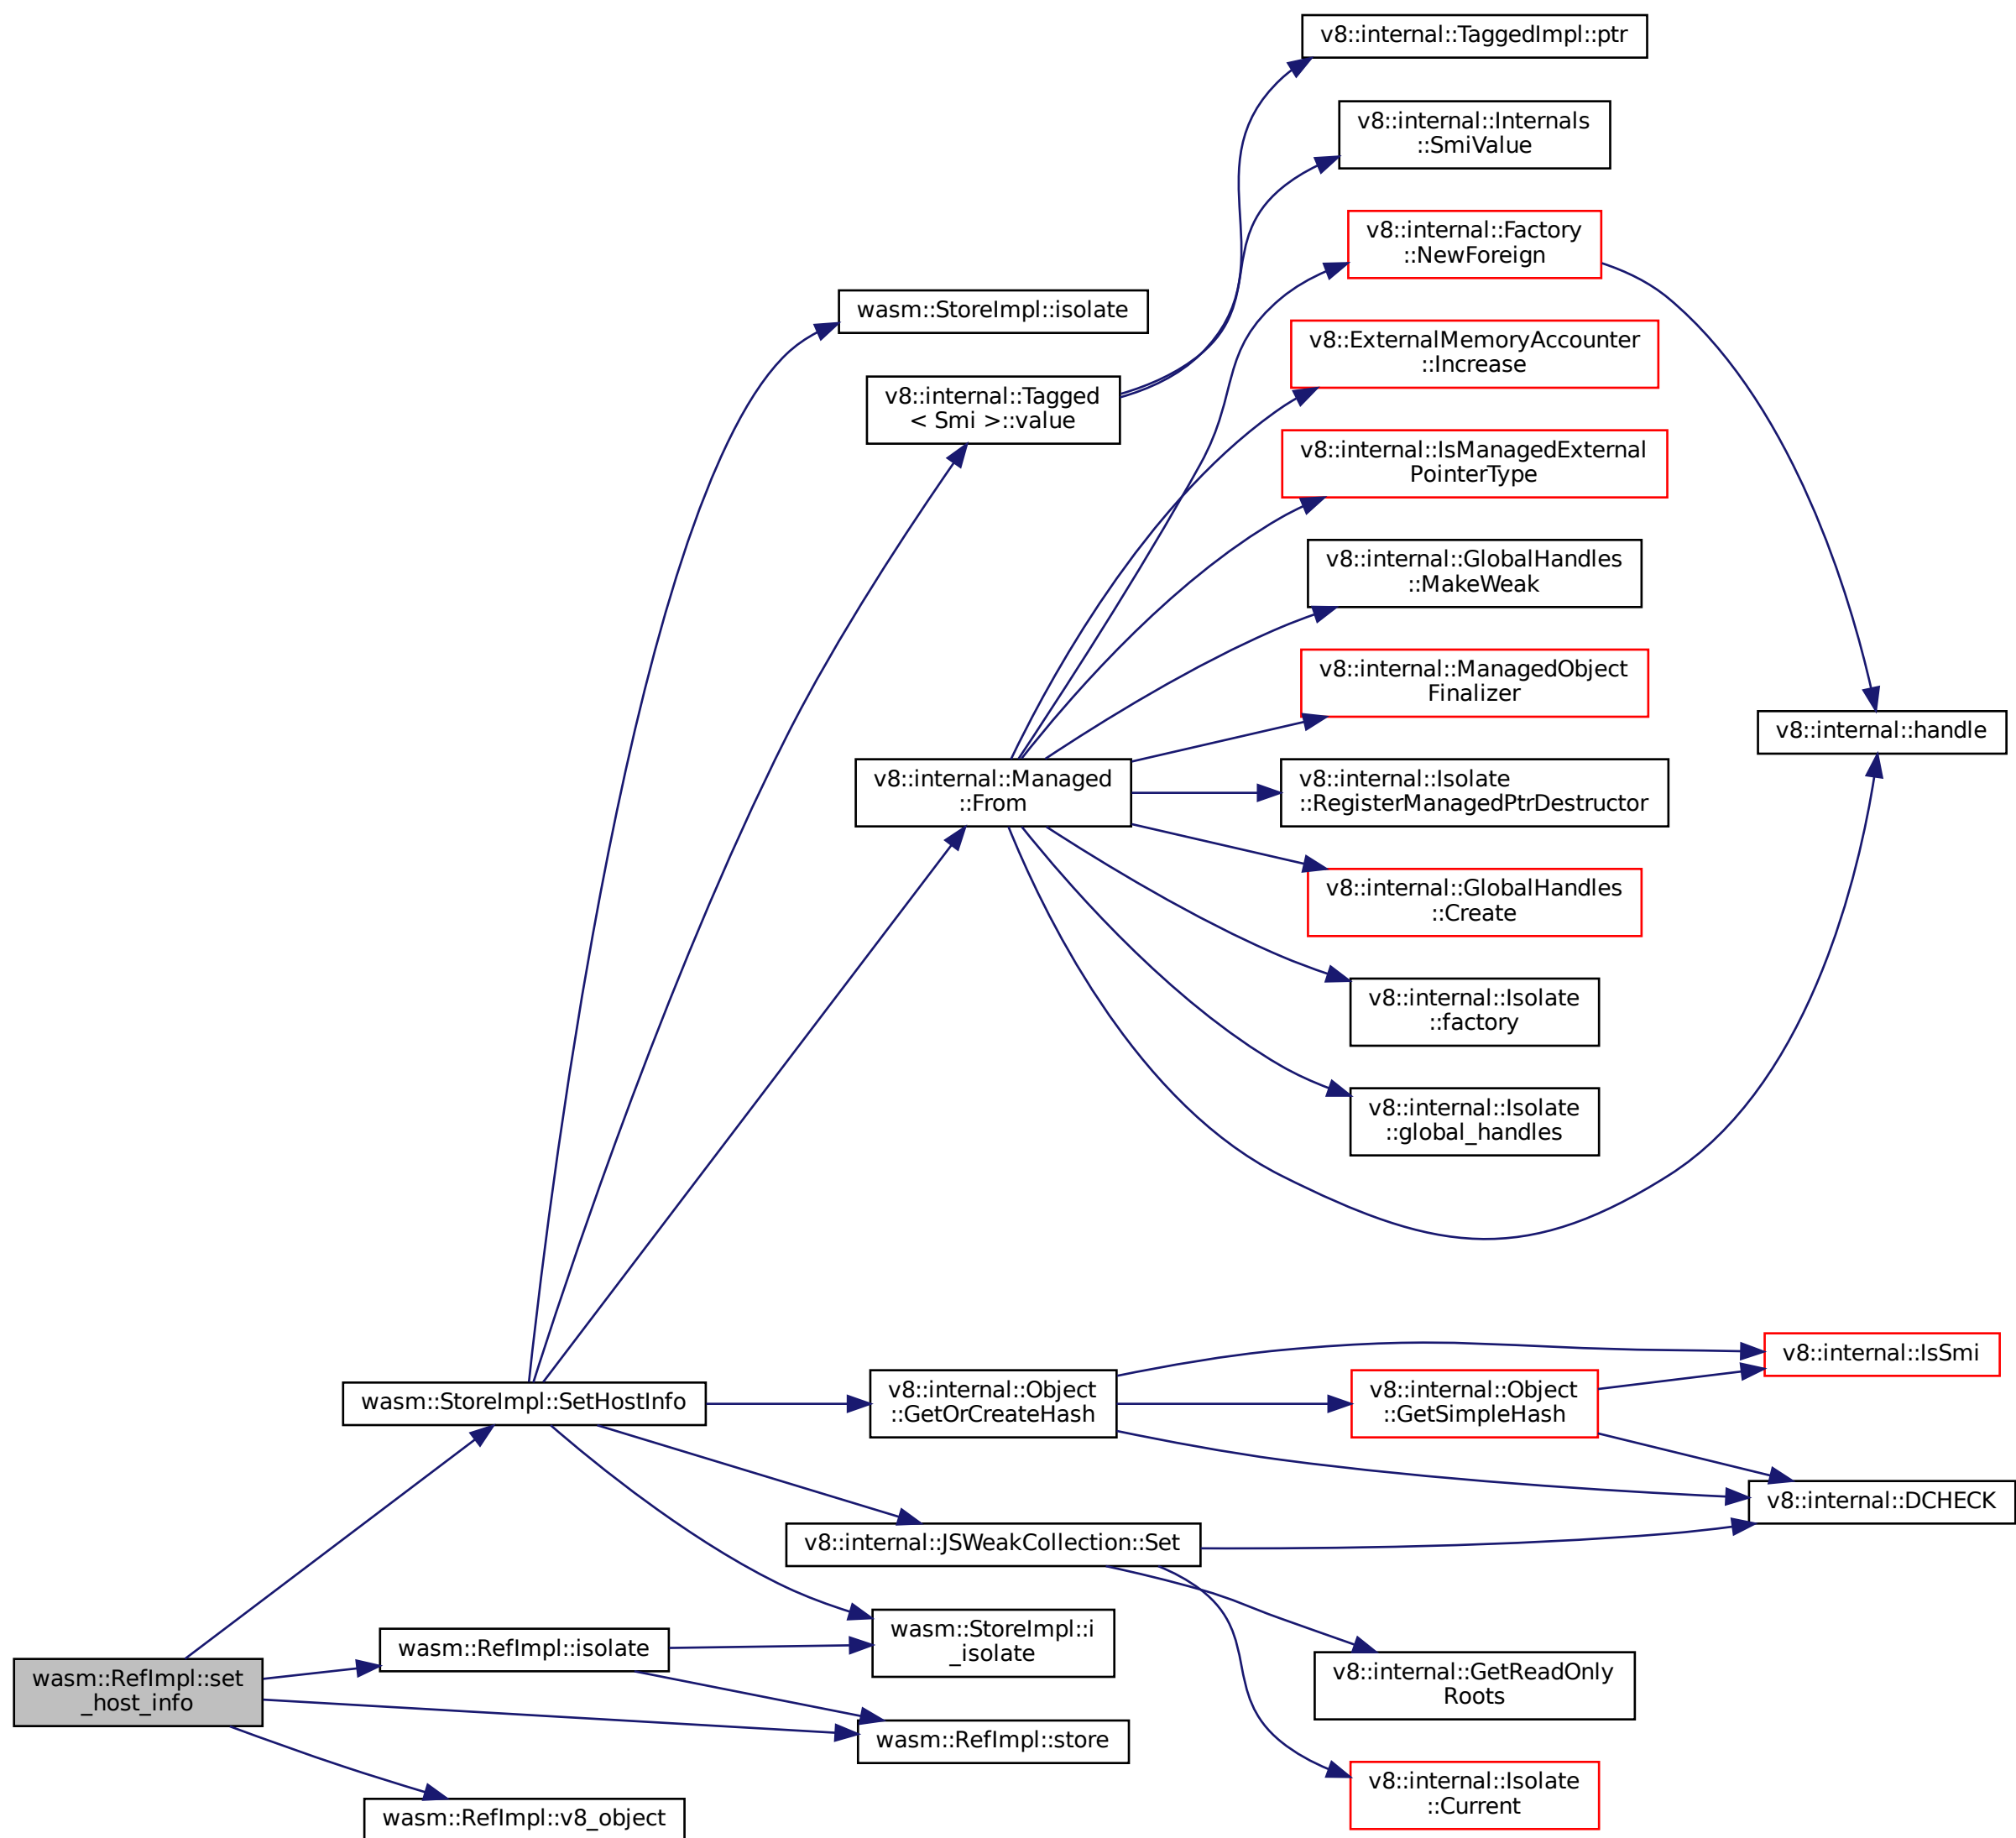 v8::internal::TaggedImpl::ptr
v8::internal::Internals
::SmiValue
v8::internal::Factory
::NewForeign
wasm::StoreImpl::isolate
v8::ExternalMemoryAccounter
::Increase
v8::internal::Tagged
< Smi >::value
v8::internal::IsManagedExternal
PointerType
v8::internal::GlobalHandles
::MakeWeak
v8::internal::ManagedObject
Finalizer
v8::internal::handle
v8::internal::Managed
::From
v8::internal::Isolate
::RegisterManagedPtrDestructor
v8::internal::GlobalHandles
::Create
v8::internal::Isolate
::factory
v8::internal::Isolate
::global_handles
v8::internal::IsSmi
wasm::StoreImpl::SetHostInfo
v8::internal::Object
::GetOrCreateHash
v8::internal::Object
::GetSimpleHash
v8::internal::DCHECK
v8::internal::JSWeakCollection::Set
wasm::RefImpl::isolate
wasm::StoreImpl::i
_isolate
wasm::RefImpl::set
_host_info
v8::internal::GetReadOnly
Roots
wasm::RefImpl::store
v8::internal::Isolate
::Current
wasm::RefImpl::v8_object